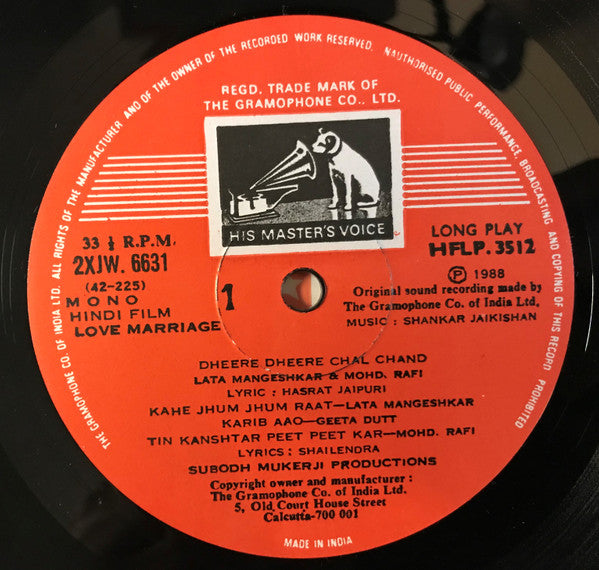 THE GRAMOPHONE CO. OF INDIA LTD. ALL RIGHTS OF THE MANUFACTURER AND OF THE OWNER OF THE RECORDED WORK RESERVED. NAUTHORISED PUBLIC PERFORMANCE, BROADCASTING AND COPYING OF THIS RECORD PROHIBITED
REGD. TRADE MARK OF
THE GRAMOPHONE CO., LTD.
HIS MASTER'S VOICE
33 ⅓ R.P.M.
2XJW. 6631
(42-225)
MONO
HINDI FILM
LOVE MARRIAGE
1
LONG PLAY
HFLP. 3512
Ⓟ 1988
Original sound recording made by
The Gramophone Co. of India Ltd.
MUSIC : SHANKAR JAIKISHAN
DHEERE DHEERE CHAL CHAND
LATA MANGESHKAR & MOHD. RAFI
LYRIC : HASRAT JAIPURI
KAHE JHUM JHUM RAAT—LATA MANGESHKAR
KARIB AAO—GEETA DUTT
TIN KANSHTAR PEET PEET KAR—MOHD. RAFI
LYRICS : SHAILENDRA
SUBODH MUKERJI PRODUCTIONS
Copyright owner and manufacturer :
The Gramophone Co. of India Ltd.
5, Old Court House Street
Calcutta-700 001
MADE IN INDIA